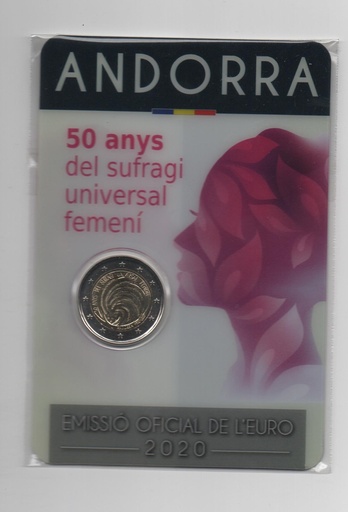 ANDORRA
50 anys
del sufragi
universal
femení
EMISSIÓ OFICIAL DE L'EURO
2020